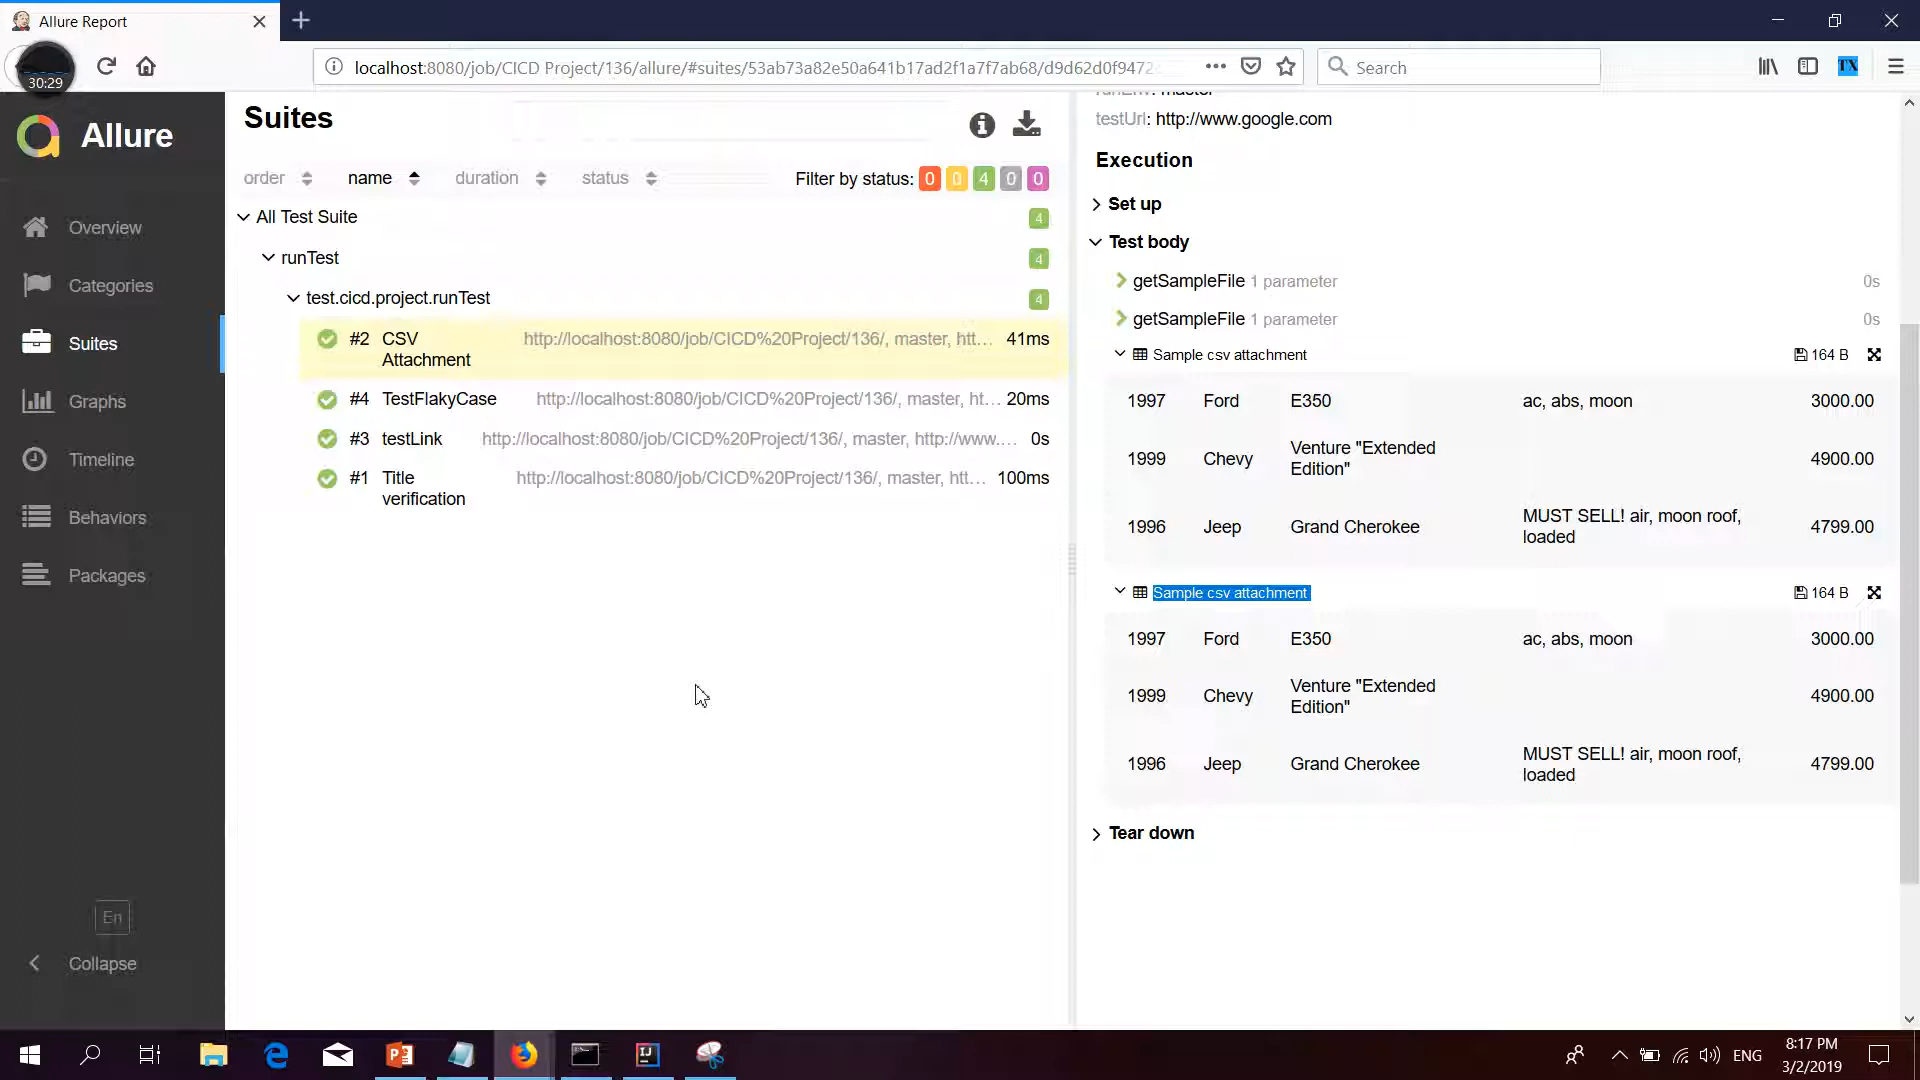 Allure Report
30:29
localhost:8080/job/CICD Project/136/allure/#suites/53ab73a82e50a641b17ad2f1a7f7ab68/d9d62d0f9472
Search
TX
Allure
Overview
Categories
Suites
Graphs
Timeline
Behaviors
Packages
En
Collapse
Suites
order name duration status Filter by status: 0 0 4 0 0
All Test Suite 4
runTest 4
test.cicd.project.runTest 4
#2 CSV Attachment http://localhost:8080/job/CICD%20Project/136/, master, htt... 41ms
#4 TestFlakyCase http://localhost:8080/job/CICD%20Project/136/, master, ht... 20ms
#3 testLink http://localhost:8080/job/CICD%20Project/136/, master, http://www.... 0s
#1 Title verification http://localhost:8080/job/CICD%20Project/136/, master, htt... 100ms
testUrl: http://www.google.com
Execution
Set up
Test body
getSampleFile 1 parameter 0s
getSampleFile 1 parameter 0s
Sample csv attachment 164 B
1997 Ford E350 ac, abs, moon 3000.00
1999 Chevy Venture "Extended Edition" 4900.00
1996 Jeep Grand Cherokee MUST SELL! air, moon roof, loaded 4799.00
Sample csv attachment 164 B
1997 Ford E350 ac, abs, moon 3000.00
1999 Chevy Venture "Extended Edition" 4900.00
1996 Jeep Grand Cherokee MUST SELL! air, moon roof, loaded 4799.00
Tear down
ENG
8:17 PM
3/2/2019